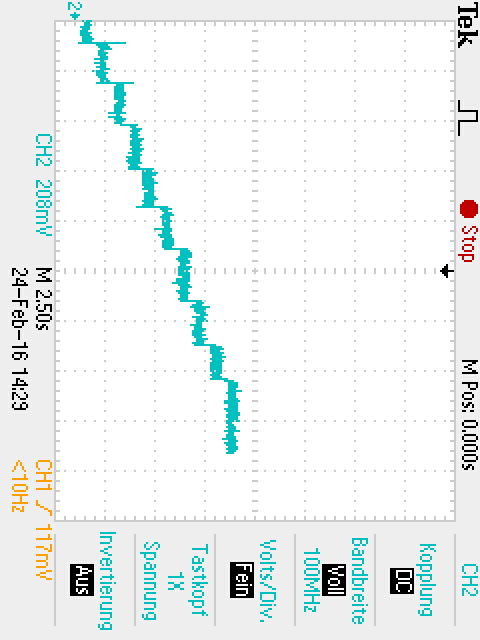 Tek
Stop
M Pos: 0.000s
CH2
Kopplung
DC
Bandbreite
Voll
100MHz
Volts/Div.
Fein
Tastkopf
1X
Spannung
Invertierung
Aus
2
CH2 208mV
M 2.50s
CH1 / 117mV
24-Feb-16 14:29
<10Hz